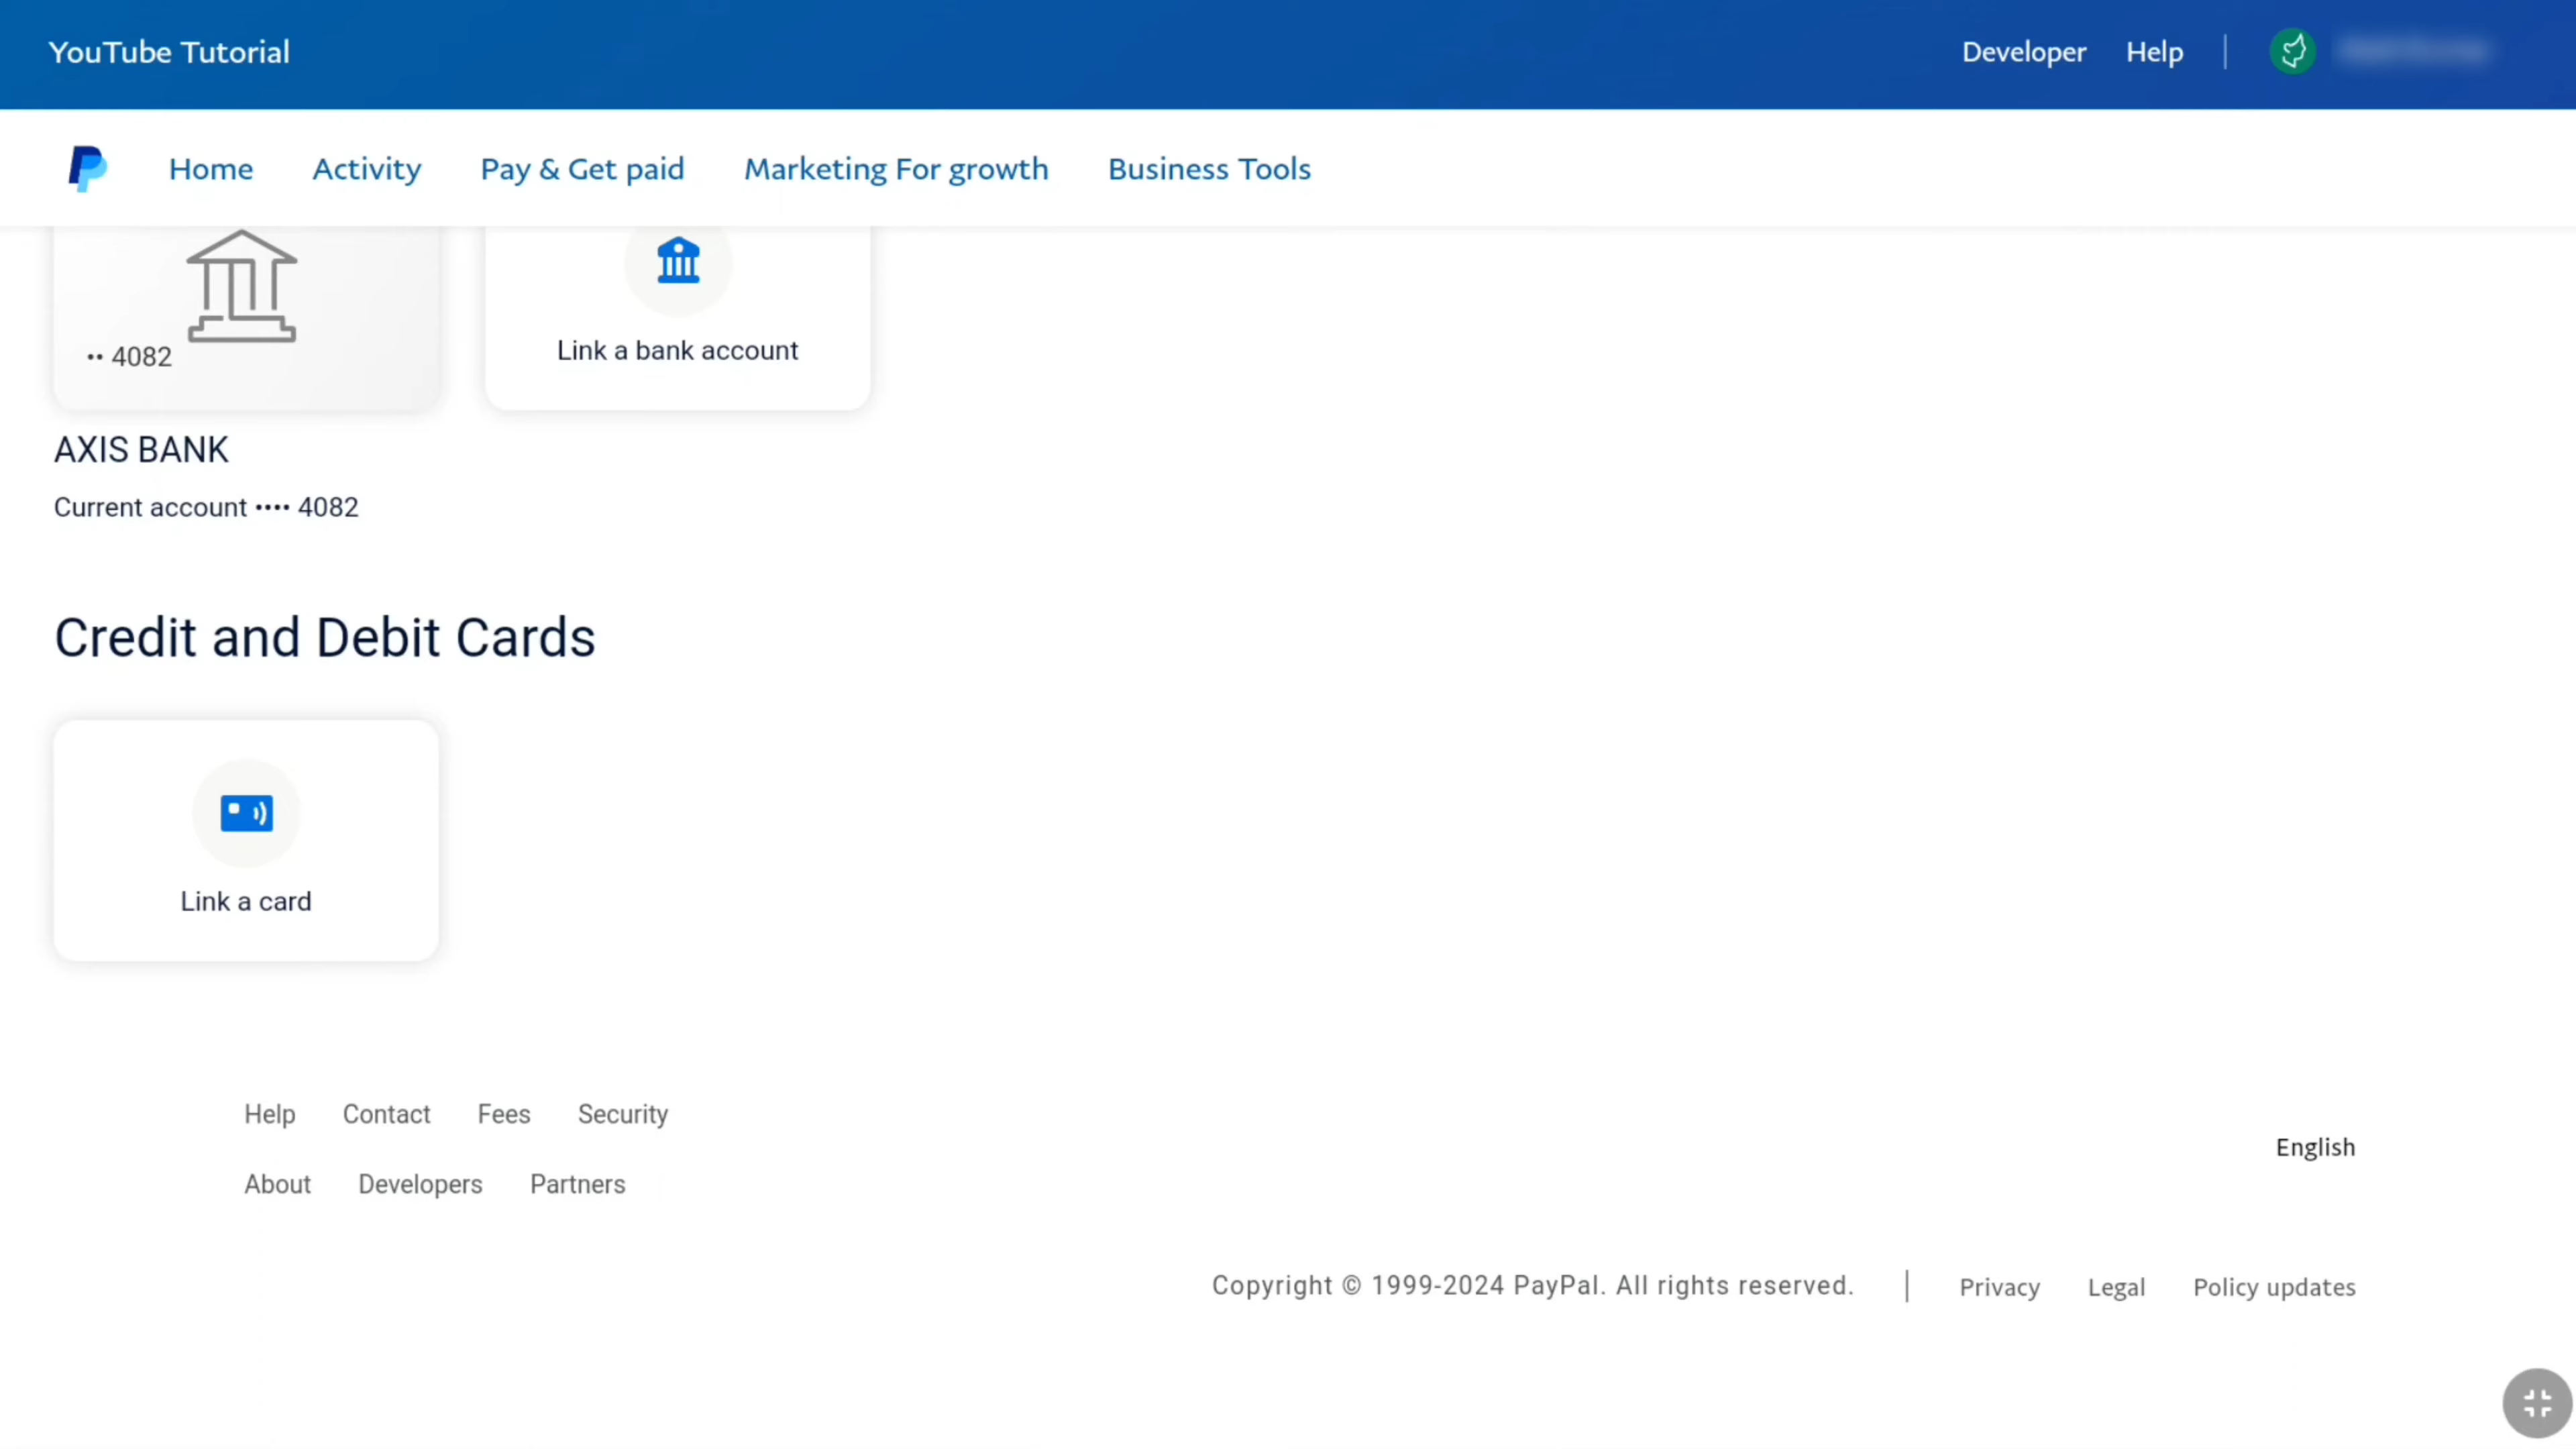 YouTube Tutorial Developer Help
Home Activity Pay & Get paid Marketing For growth Business Tools
•• 4082
Link a bank account
AXIS BANK
Current account •••• 4082
Credit and Debit Cards
Link a card
Help Contact Fees Security
English
About Developers Partners
Copyright © 1999-2024 PayPal. All rights reserved. | Privacy Legal Policy updates